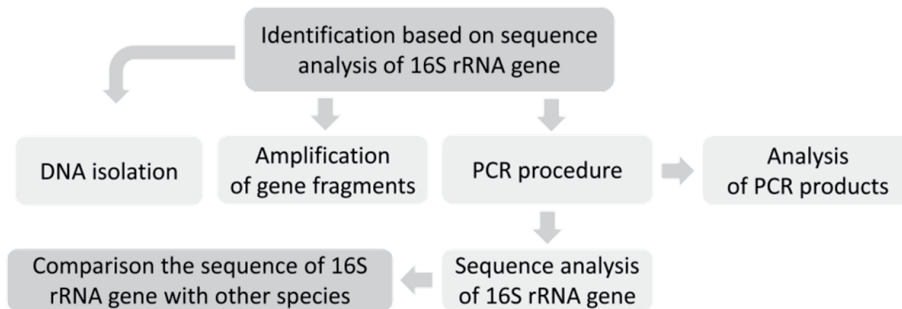 Identification based on sequence
analysis of 16S rRNA gene
DNA isolation
Amplification
of gene fragments
PCR procedure
Analysis
of PCR products
Comparison the sequence of 16S
rRNA gene with other species
Sequence analysis
of 16S rRNA gene